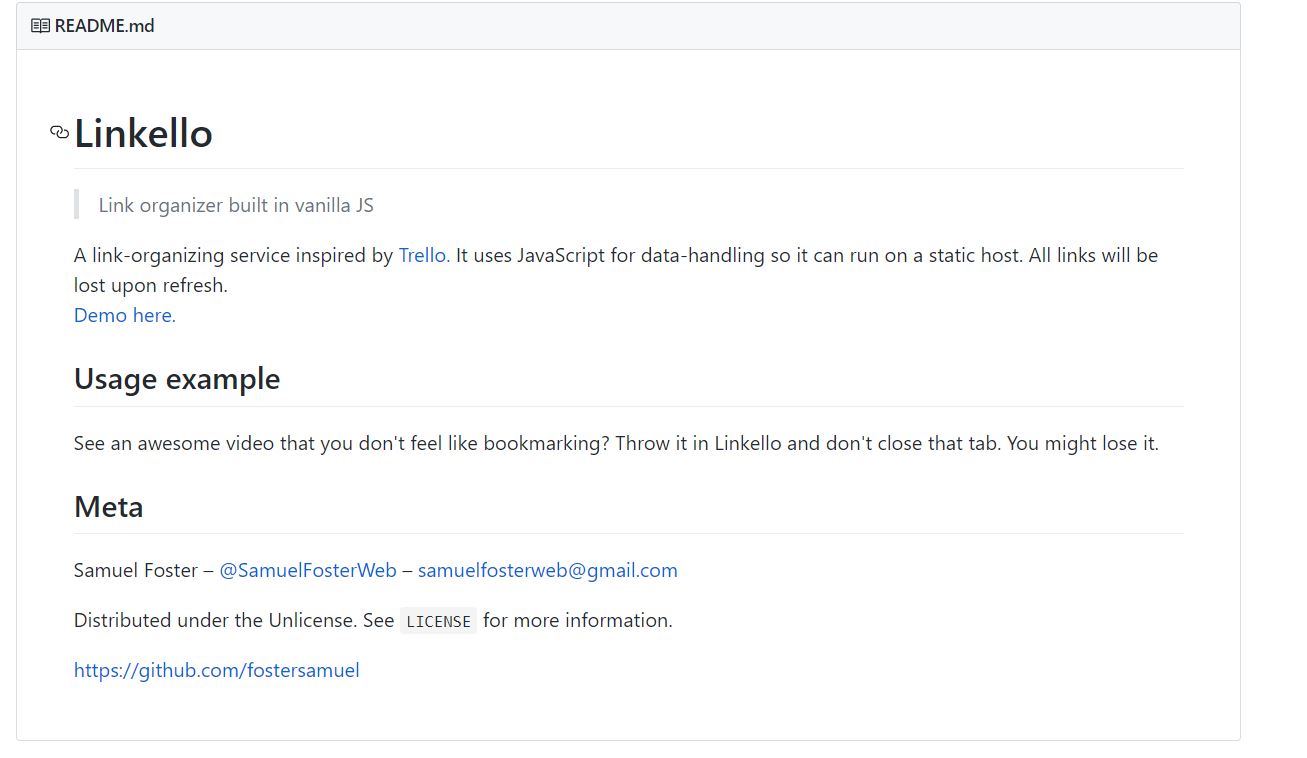 README.md
Linkello
Link organizer built in vanilla JS
A link-organizing service inspired by Trello. It uses JavaScript for data-handling so it can run on a static host. All links will be
lost upon refresh.
Demo here.
Usage example
See an awesome video that you don't feel like bookmarking? Throw it in Linkello and don't close that tab. You might lose it.
Meta
Samuel Foster – @SamuelFosterWeb – samuelfosterweb@gmail.com
Distributed under the Unlicense. See LICENSE for more information.
https://github.com/fostersamuel